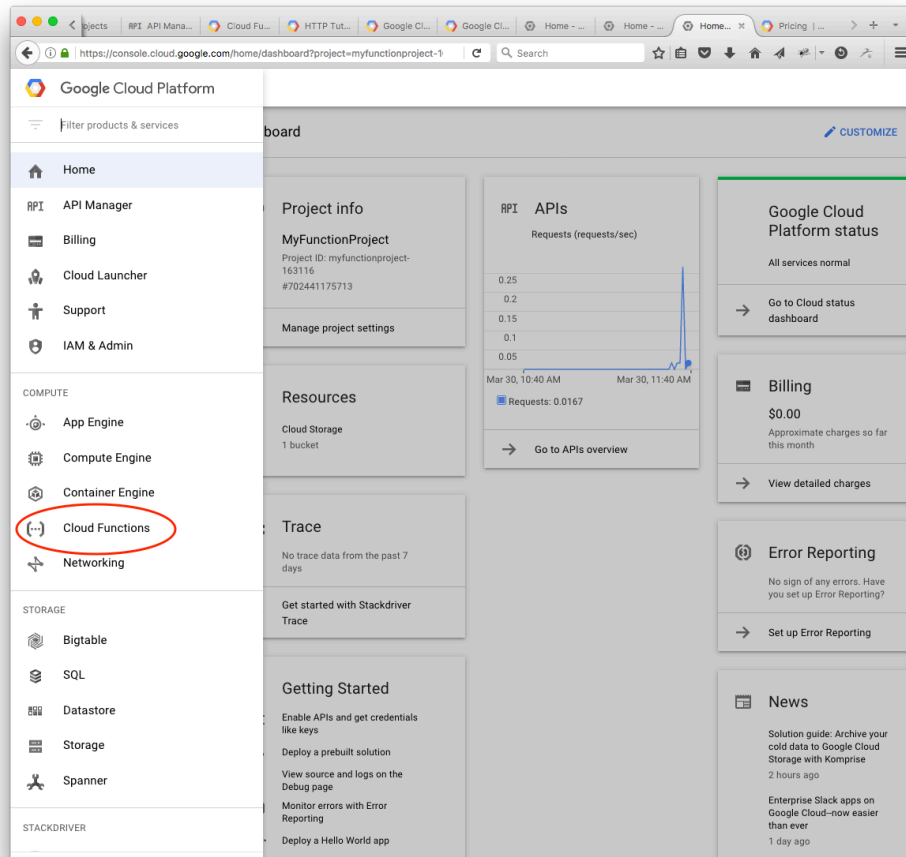 bjects
API API Mana...
Cloud Fu...
HTTP Tut...
Google Cl...
Google Cl...
Home - ...
Home - ...
Home...
Pricing | ...
https://console.cloud.google.com/home/dashboard?project=myfunctionproject-1
Search
Google Cloud Platform
Filter products & services
Home
API API Manager
Billing
Cloud Launcher
Support
IAM & Admin
COMPUTE
App Engine
Compute Engine
Container Engine
Cloud Functions
Networking
STORAGE
Bigtable
SQL
Datastore
Storage
Spanner
STACKDRIVER
board
CUSTOMIZE
Project info
MyFunctionProject
Project ID: myfunctionproject-
163116
#702441175713
Manage project settings
Resources
Cloud Storage
1 bucket
Trace
No trace data from the past 7
days
Get started with Stackdriver
Trace
Getting Started
Enable APIs and get credentials
like keys
Deploy a prebuilt solution
View source and logs on the
Debug page
Monitor errors with Error
Reporting
Deploy a Hello World app
API APIs
Requests (requests/sec)
0.25
0.2
0.15
0.1
0.05
Mar 30, 10:40 AM Mar 30, 11:40 AM
Requests: 0.0167
Go to APIs overview
Google Cloud
Platform status
All services normal
Go to Cloud status
dashboard
Billing
$0.00
Approximate charges so far
this month
View detailed charges
Error Reporting
No sign of any errors. Have
you set up Error Reporting?
Set up Error Reporting
News
Solution guide: Archive your
cold data to Google Cloud
Storage with Komprise
2 hours ago
Enterprise Slack apps on
Google Cloud--now easier
than ever
1 day ago